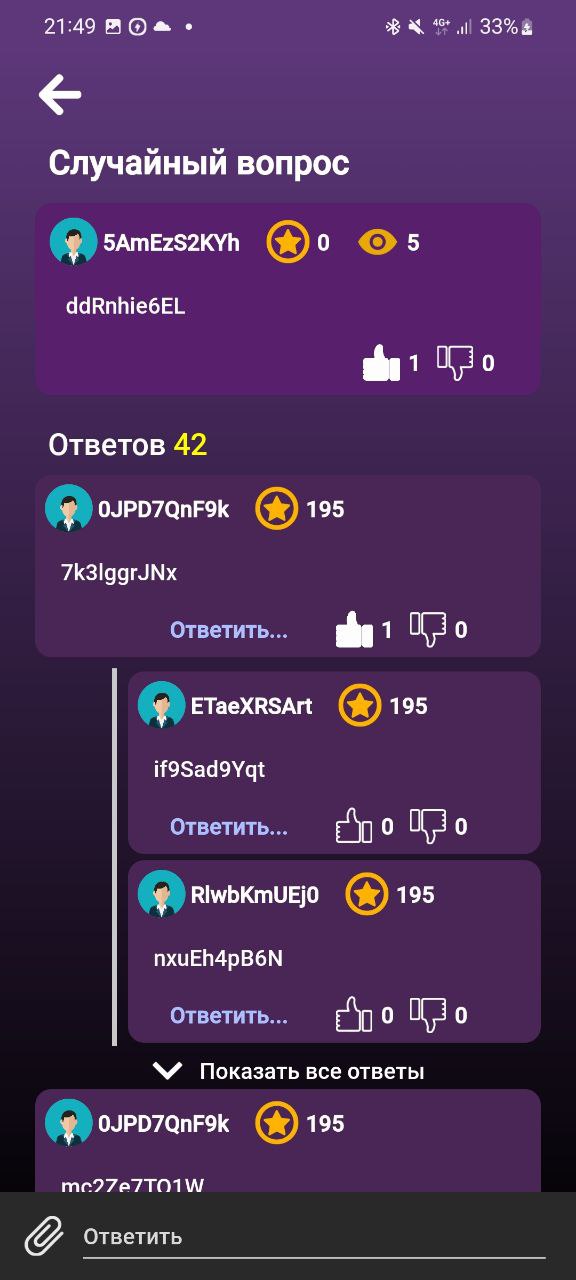 21:49 4G+ 33%
Случайный вопрос
5AmEzS2KYh 0 5
ddRnhie6EL
1 0
Ответов 42
0JPD7QnF9k 195
7k3lggrJNx
Ответить... 1 0
ETaeXRSArt 195
if9Sad9Yqt
Ответить... 0 0
RlwbKmUEj0 195
nxuEh4pB6N
Ответить... 0 0
Показать все ответы
0JPD7QnF9k 195
mc2Ze7TO1W
Ответить